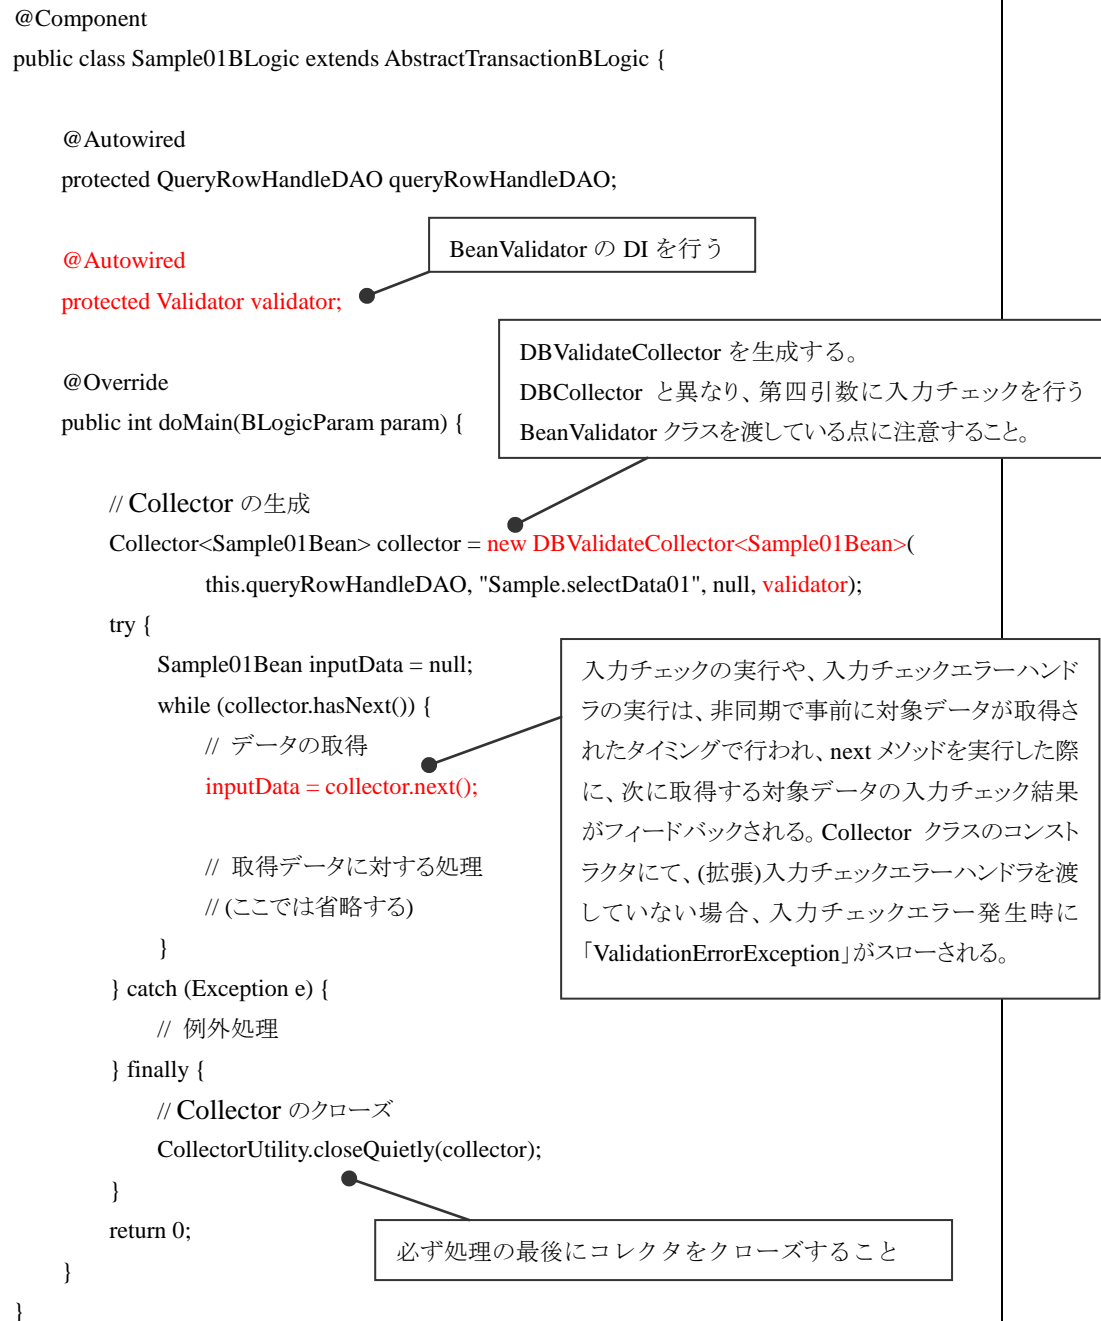 @Component
public class Sample01BLogic extends AbstractTransactionBLogic {
@Autowired
protected QueryRowHandleDAO queryRowHandleDAO;
BeanValidator の DI を行う
@Autowired
protected Validator validator;
DBValidateCollector を生成する。
DBCollector と異なり、第四引数に入力チェックを行う
BeanValidator クラスを渡している点に注意すること。
@Override
public int doMain(BLogicParam param) {
// Collector の生成
Collector<Sample01Bean> collector = new DBValidateCollector<Sample01Bean>(
this.queryRowHandleDAO, "Sample.selectData01", null, validator);
try {
Sample01Bean inputData = null;
while (collector.hasNext()) {
// データの取得
inputData = collector.next();
入力チェックの実行や、入力チェックエラーハンド
ラの実行は、非同期で事前に対象データが取得さ
れたタイミングで行われ、next メソッドを実行した際
に、次に取得する対象データの入力チェック結果
がフィードバックされる。Collector クラスのコンスト
ラクタにて、(拡張)入力チェックエラーハンドラを渡
していない場合、入力チェックエラー発生時に
「ValidationErrorException」がスローされる。
// 取得データに対する処理
// (ここでは省略する)
}
} catch (Exception e) {
// 例外処理
} finally {
// Collector のクローズ
CollectorUtility.closeQuietly(collector);
}
return 0;
必ず処理の最後にコレクタをクローズすること
}
}